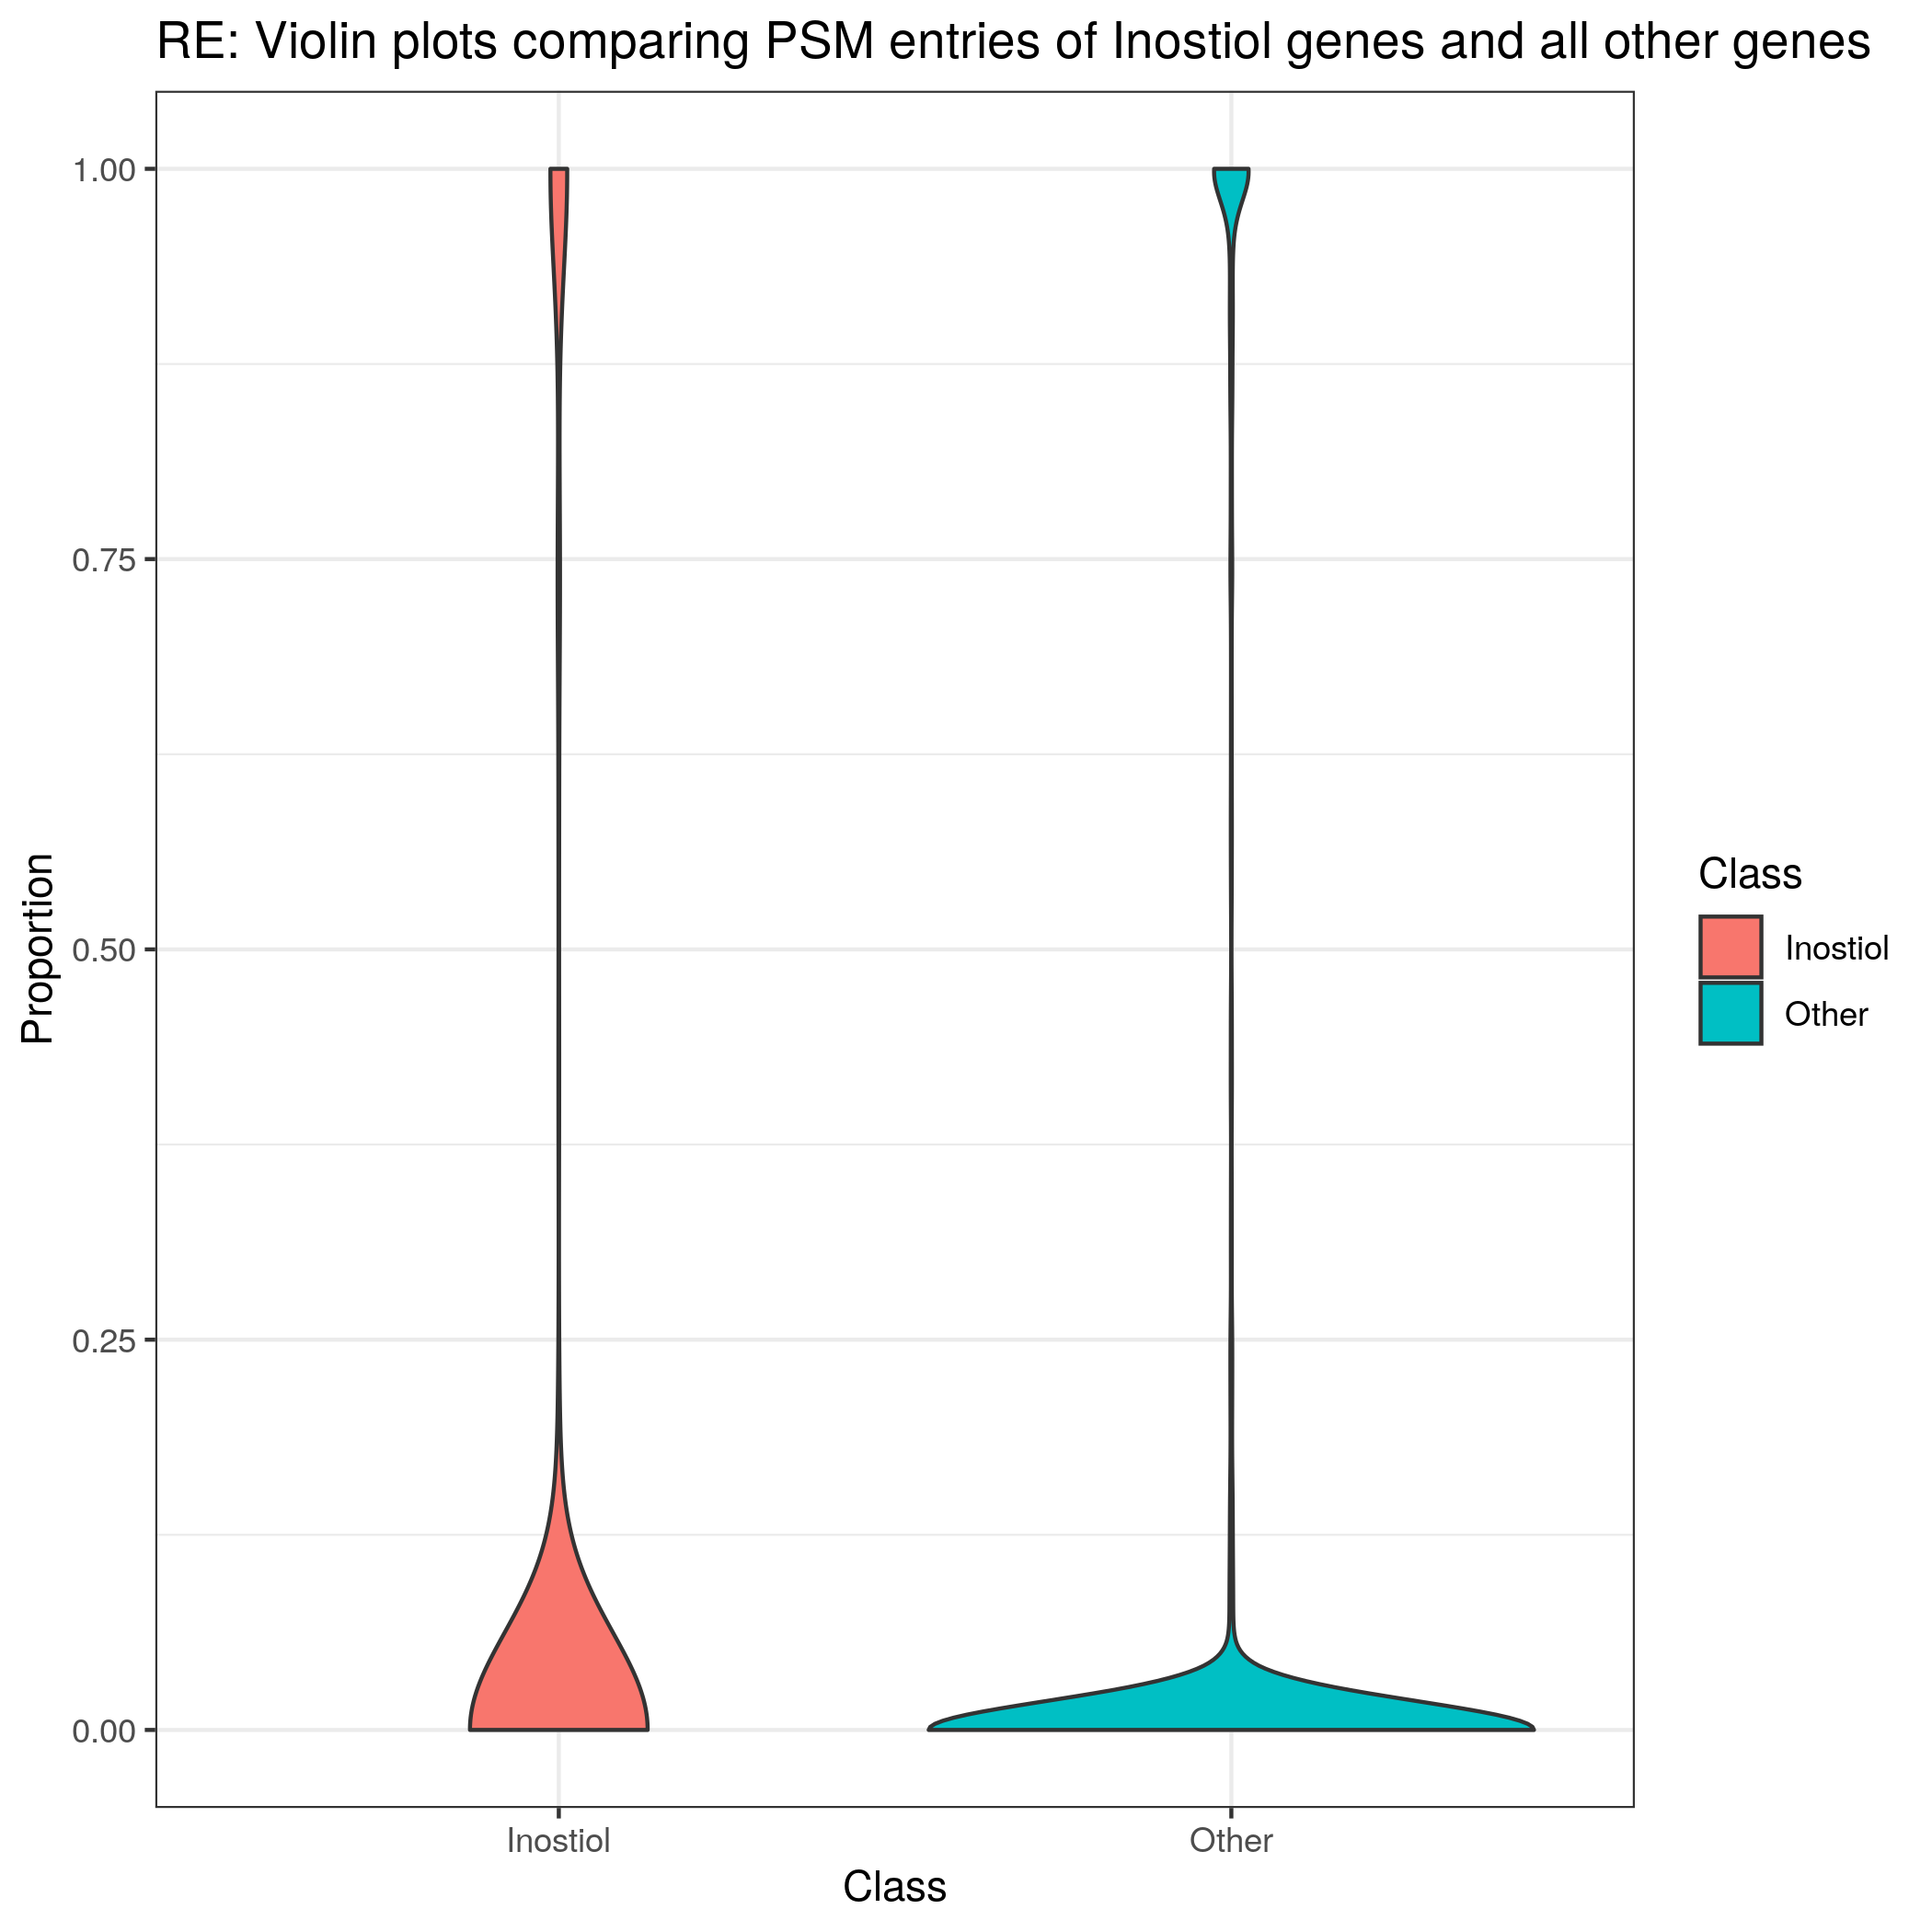 RE: Violin plots comparing PSM entries of Inostiol genes and all other genes
1.00
0.75
0.50
0.25
0.00
Proportion
Inostiol
Other
Class
Class
Inostiol
Other